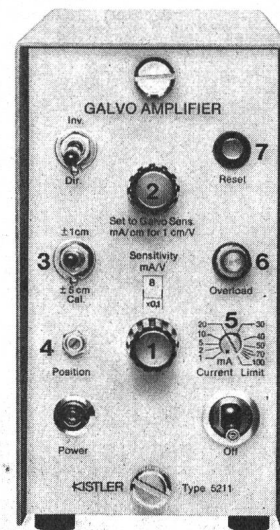 GALVO AMPLIFIER
Inv.
Dir.
7
Reset
2
Set to Galvo Sens.
mA/cm for 1 cm/V
±1cm
3
±5cm
Cal.
Sensitivity
mA/V
8
x0,1
6
Overload
4
Position
1
5
20 30
10 40
5 50
2 70
1 100
mA
Current Limit
Power
Off
KISTLER Type 5211